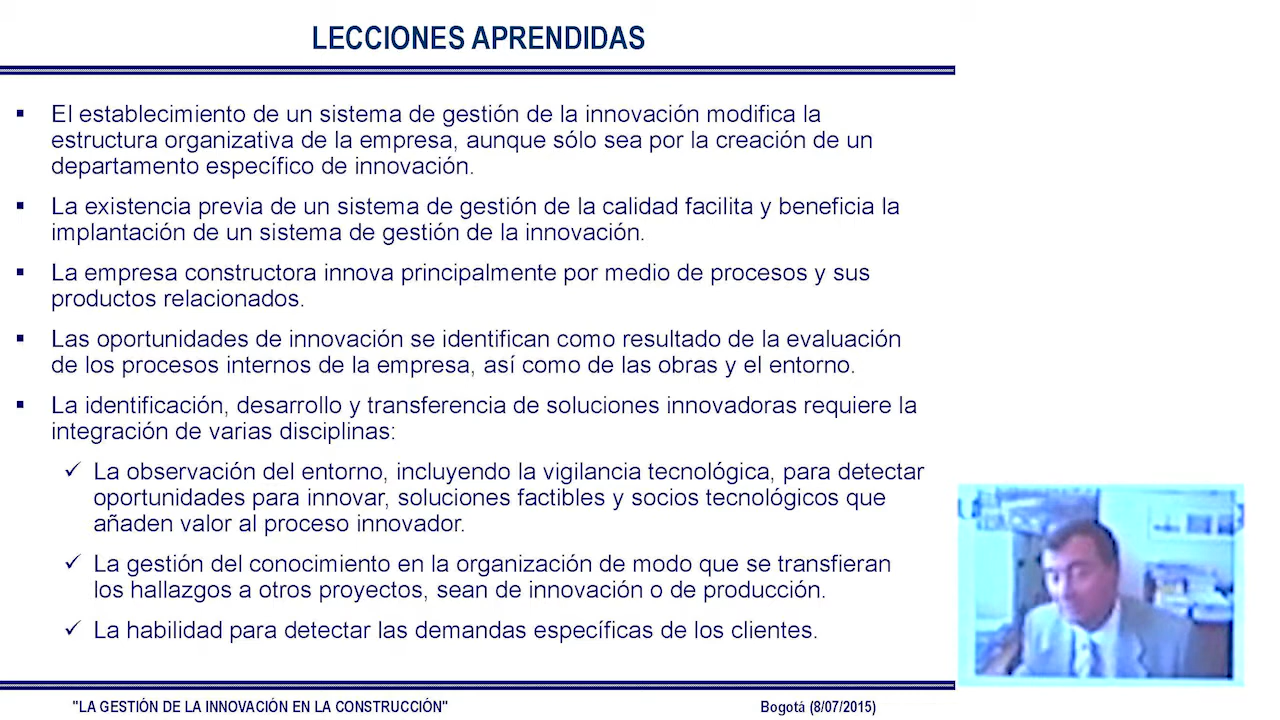 LECCIONES APRENDIDAS
▪ El establecimiento de un sistema de gestión de la innovación modifica la
estructura organizativa de la empresa, aunque sólo sea por la creación de un
departamento específico de innovación.
▪ La existencia previa de un sistema de gestión de la calidad facilita y beneficia la
implantación de un sistema de gestión de la innovación.
▪ La empresa constructora innova principalmente por medio de procesos y sus
productos relacionados.
▪ Las oportunidades de innovación se identifican como resultado de la evaluación
de los procesos internos de la empresa, así como de las obras y el entorno.
▪ La identificación, desarrollo y transferencia de soluciones innovadoras requiere la
integración de varias disciplinas:
✓ La observación del entorno, incluyendo la vigilancia tecnológica, para detectar
oportunidades para innovar, soluciones factibles y socios tecnológicos que
añaden valor al proceso innovador.
✓ La gestión del conocimiento en la organización de modo que se transfieran
los hallazgos a otros proyectos, sean de innovación o de producción.
✓ La habilidad para detectar las demandas específicas de los clientes.
"LA GESTIÓN DE LA INNOVACIÓN EN LA CONSTRUCCIÓN" Bogotá (8/07/2015)